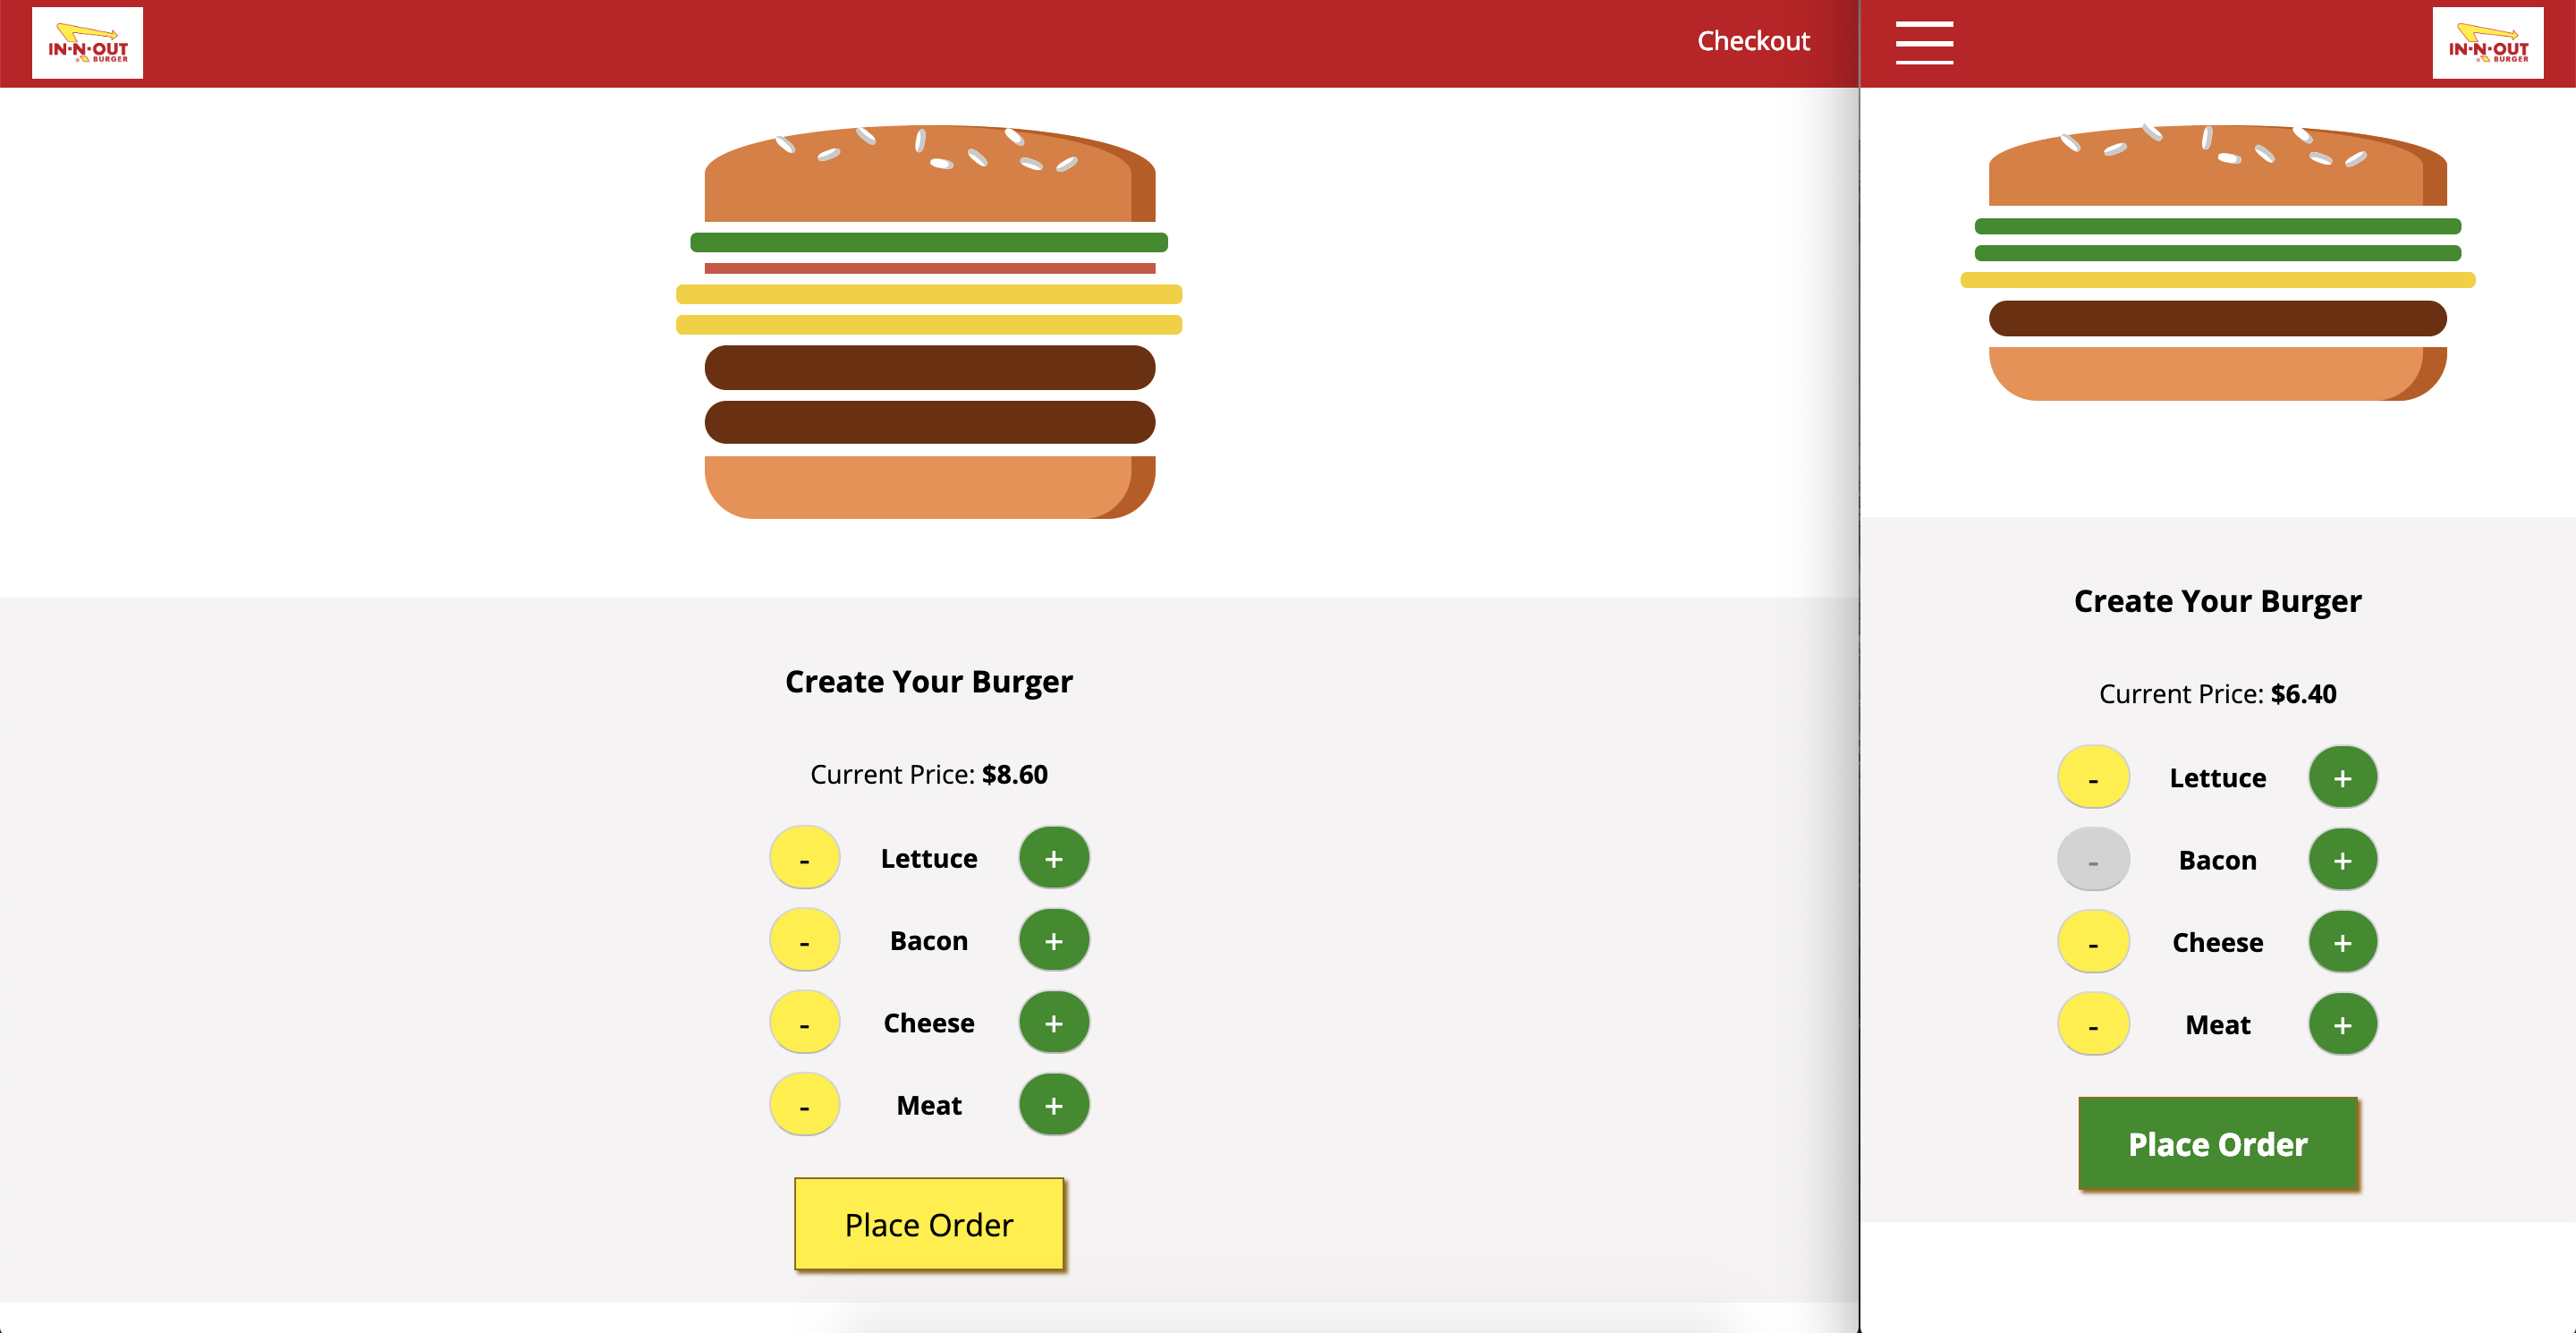 IN-N-OUT
BURGER
Checkout
Create Your Burger
Current Price: $8.60
- Lettuce +
- Bacon +
- Cheese +
- Meat +
Place Order
IN-N-OUT
BURGER
Create Your Burger
Current Price: $6.40
- Lettuce +
- Bacon +
- Cheese +
- Meat +
Place Order